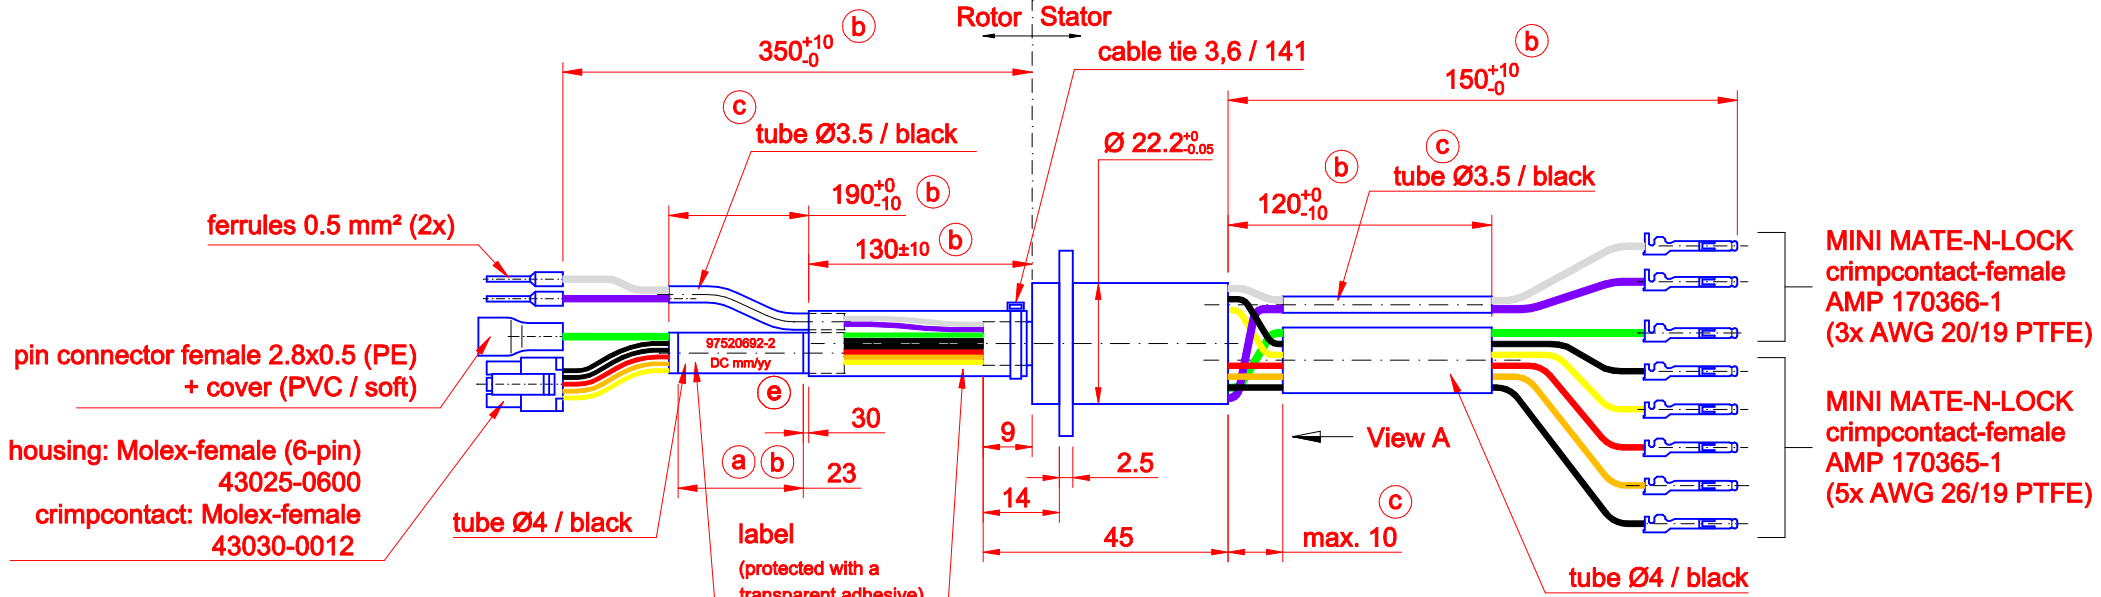 Rotor Stator
350 +10 -0 b
cable tie 3,6 / 141
b
150 +10 -0
c
tube Ø3.5 / black
Ø 22.2 +0 -0.05
c
b
tube Ø3.5 / black
190 +0 -10 b
120 +0 -10
ferrules 0.5 mm² (2x)
130±10 b
MINI MATE-N-LOCK
crimpcontact-female
AMP 170366-1
(3x AWG 20/19 PTFE)
pin connector female 2.8x0.5 (PE)
+ cover (PVC / soft)
97520692-2
DC mm/yy
e
30
9
View A
MINI MATE-N-LOCK
crimpcontact-female
AMP 170365-1
(5x AWG 26/19 PTFE)
housing: Molex-female (6-pin)
43025-0600
crimpcontact: Molex-female
43030-0012
a b
23
2.5
14
c
tube Ø4 / black
label
(protected with a
transparent adhesive)
45
max. 10
tube Ø4 / black